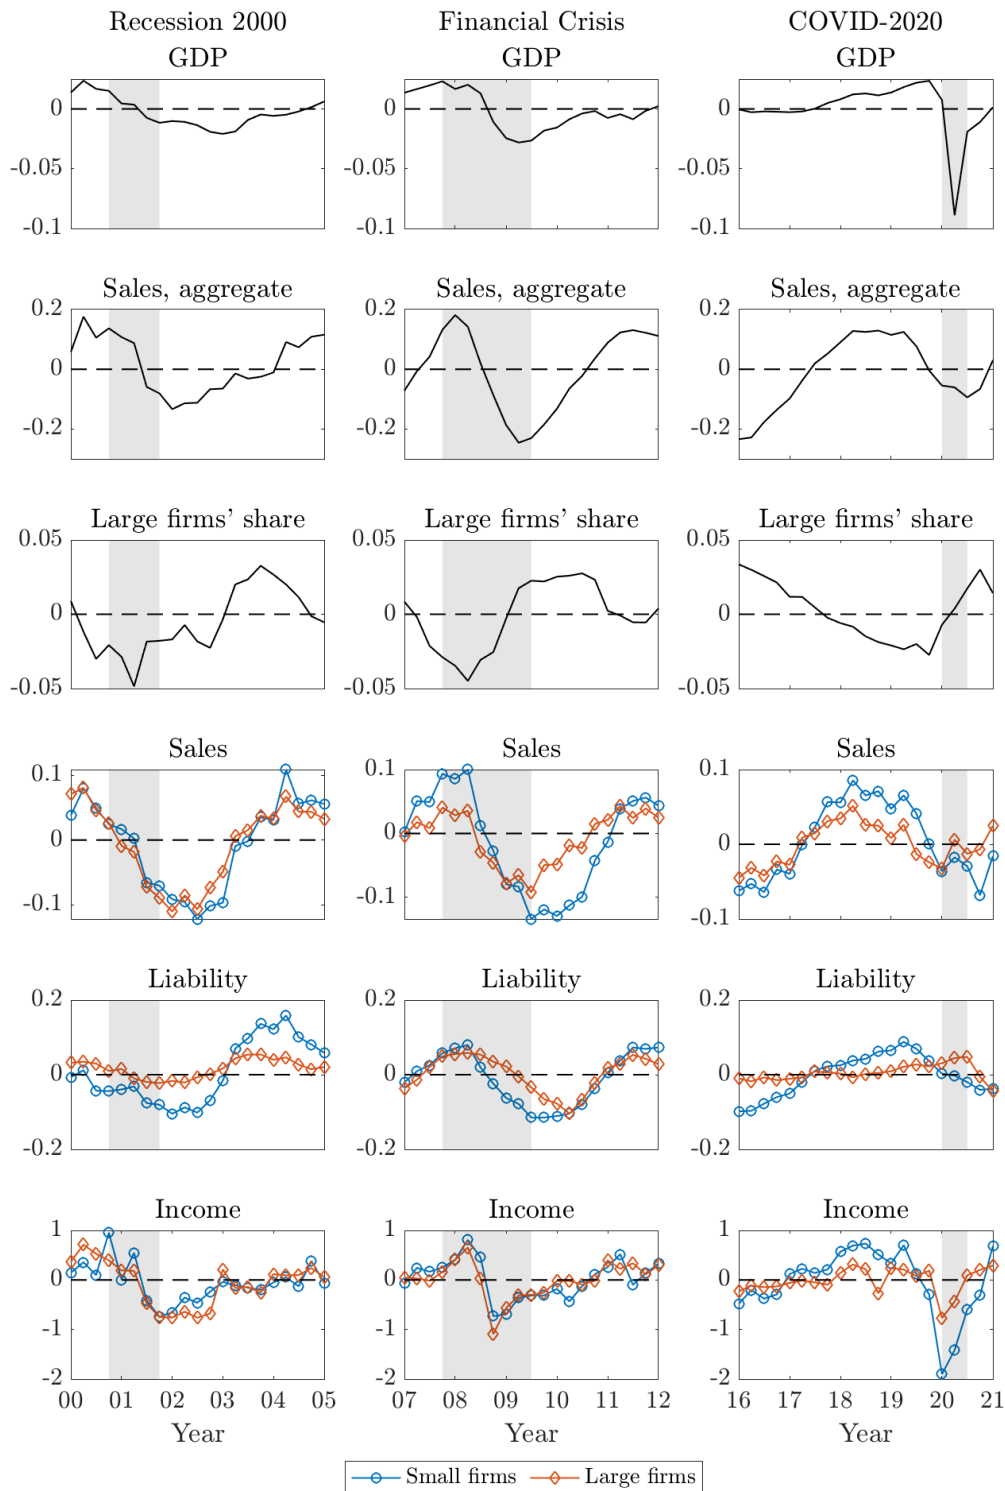 Recession 2000 Financial Crisis COVID-2020
GDP GDP GDP
0 0 0
-0.05 -0.05 -0.05
-0.1 -0.1 -0.1
Sales, aggregate Sales, aggregate Sales, aggregate
0.2 0.2 0.2
0 0 0
-0.2 -0.2 -0.2
Large firms' share Large firms' share Large firms' share
0.05 0.05 0.05
0 0 0
-0.05 -0.05 -0.05
Sales Sales Sales
0.1 0.1 0.1
0 0 0
-0.1 -0.1 -0.1
Liability Liability Liability
0.2 0.2 0.2
0 0 0
-0.2 -0.2 -0.2
Income Income Income
1 1 1
0 0 0
-1 -1 -1
-2 -2 -2
00 01 02 03 04 05 07 08 09 10 11 12 16 17 18 19 20 21
Year Year Year
Small firms Large firms